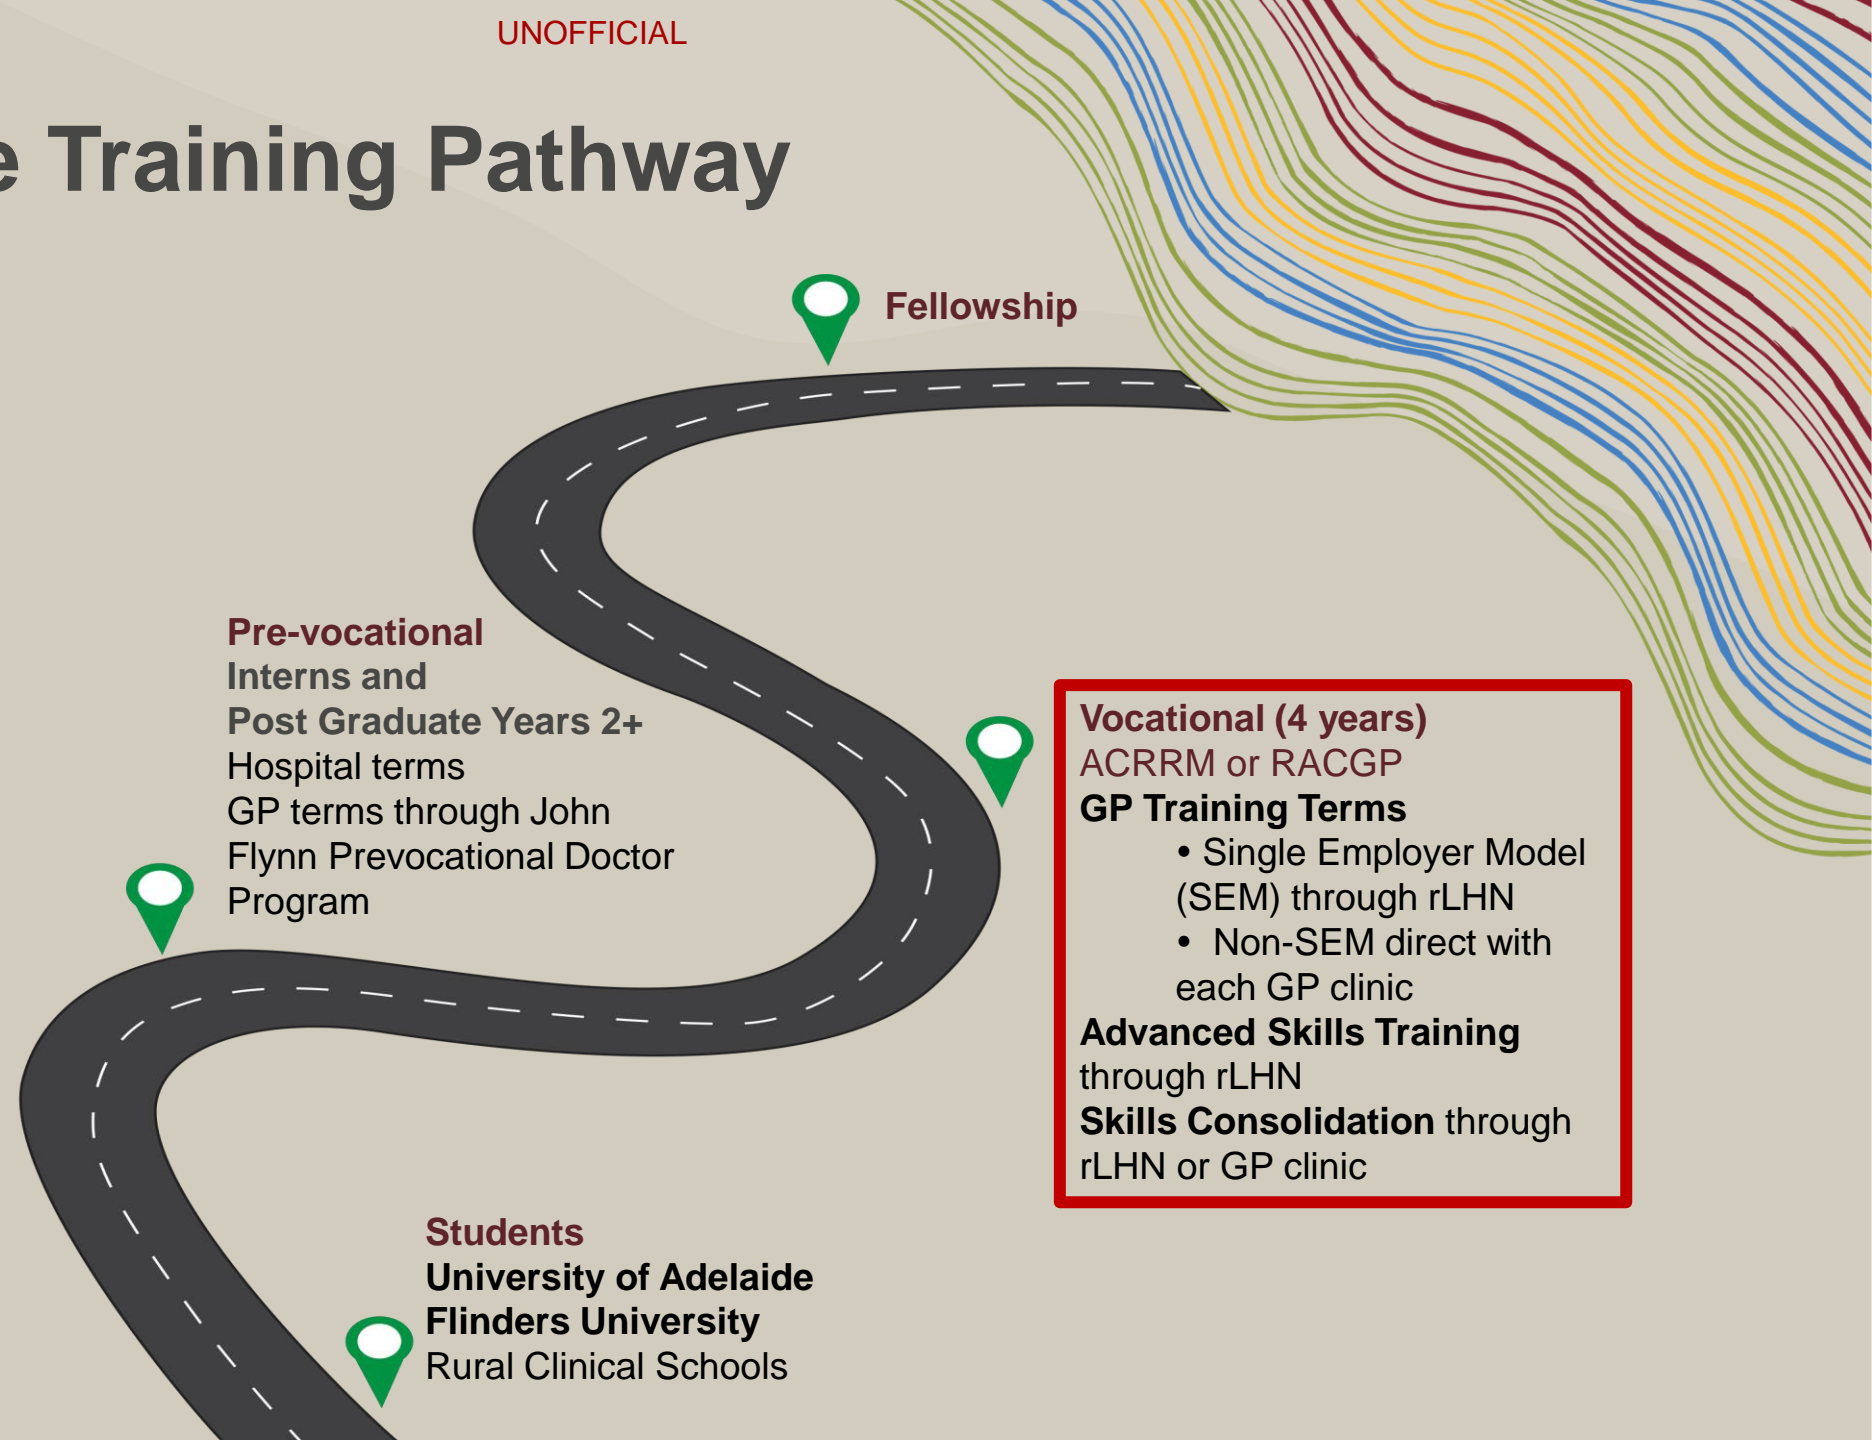 UNOFFICIAL
e Training Pathway
Fellowship
Pre-vocational
Interns and
Post Graduate Years 2+
Hospital terms
GP terms through John
Flynn Prevocational Doctor
Program
Vocational (4 years)
ACRRM or RACGP
GP Training Terms
• Single Employer Model
(SEM) through rLHN
• Non-SEM direct with
each GP clinic
Advanced Skills Training
through rLHN
Skills Consolidation through
rLHN or GP clinic
Students
University of Adelaide
Flinders University
Rural Clinical Schools